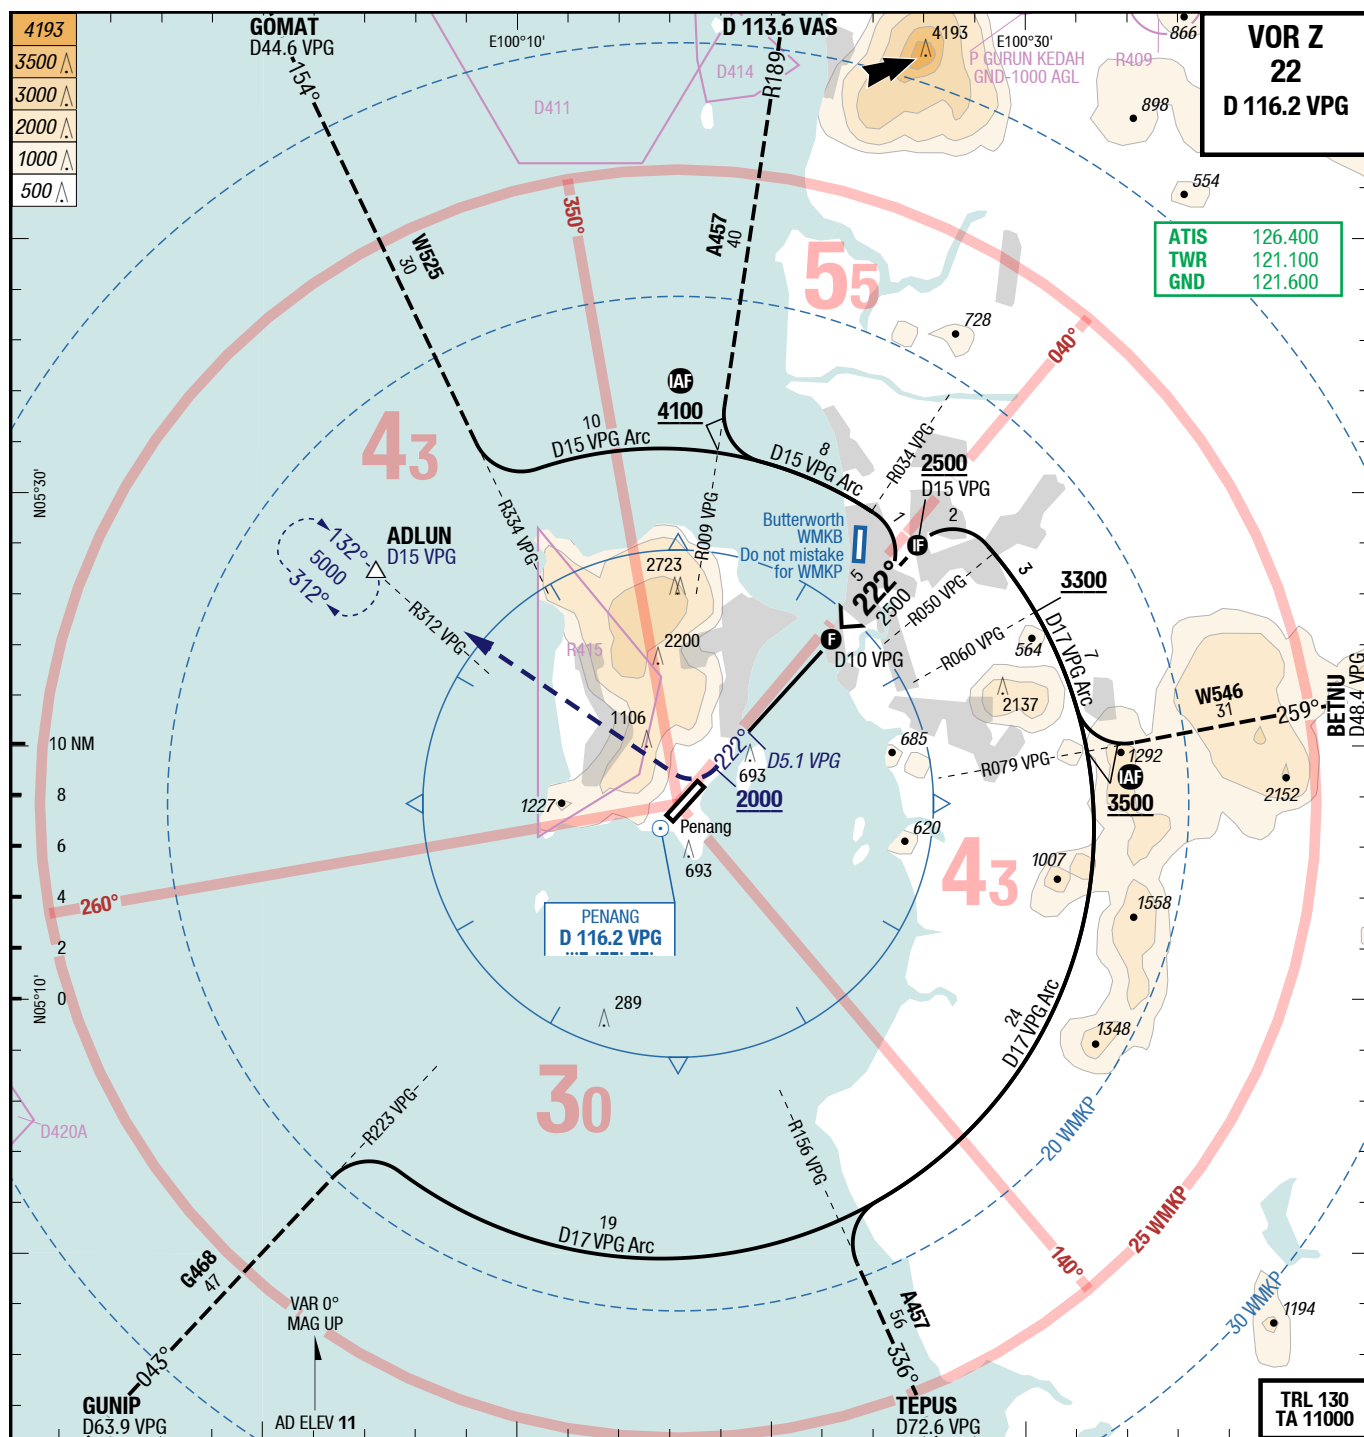 4193
3500
3000
2000
1000
500
GOMAT
D44.6 VPG
154°
W525
30
E100°10'
D 113.6 VAS
R189
A457
40
D414
D411
4193
E100°30'
P GURUN KEDAH
GND-1000 AGL
R409
866
898
554
VOR Z
22
D 116.2 VPG
ATIS 126.400
TWR 121.100
GND 121.600
350°
55
728
040°
IAF
4100
10
D15 VPG Arc
8
D15 VPG Arc
R034 VPG
1
2500
D15 VPG
IF
2
3
43
N05°30'
R334 VPG
R009 VPG
Butterworth
WMKB
Do not mistake
for WMKP
5
222°
2500
R050 VPG
3300
D17 VPG Arc
7
R060 VPG
564
ADLUN
D15 VPG
132°
5000
312°
R312 VPG
2723
2200
R415
1106
F
D10 VPG
2137
W546
31
259°
BETNU
D48.4 VPG
10 NM
8
6
4
2
0
222°
D5.1 VPG
693
2000
685
R079 VPG
1292
IAF
3500
2152
1227
Penang
693
620
43
1007
1558
260°
PENANG
D 116.2 VPG
N05°10'
289
24
D17 VPG Arc
1348
30
D420A
R223 VPG
R156 VPG
20 WMKP
19
D17 VPG Arc
25 WMKP
140°
G468
47
043°
VAR 0°
MAG UP
A457
56
336°
30 WMKP
1194
GUNIP
D63.9 VPG
AD ELEV 11
TEPUS
D72.6 VPG
TRL 130
TA 11000